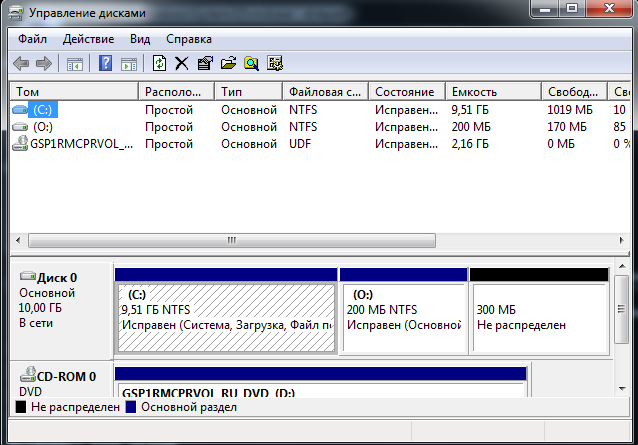 Управление дисками
Файл Действие Вид Справка
Том Располо... Тип Файловая с... Состояние Емкость Свобод... Сво
(C:) Простой Основной NTFS Исправен... 9,51 ГБ 1019 МБ 10
(O:) Простой Основной NTFS Исправен... 200 МБ 170 МБ 85
GSP1RMCPRVOL_... Простой Основной UDF Исправен... 2,16 ГБ 0 МБ 0 %
Диск 0
Основной
10,00 ГБ
В сети
(C:)
9,51 ГБ NTFS
Исправен (Система, Загрузка, Файл по
(O:)
200 МБ NTFS
Исправен (Основной
300 МБ
Не распределен
CD-ROM 0
DVD
GSP1RMCPRVOL_RU_DVD (D:)
Не распределен Основной раздел